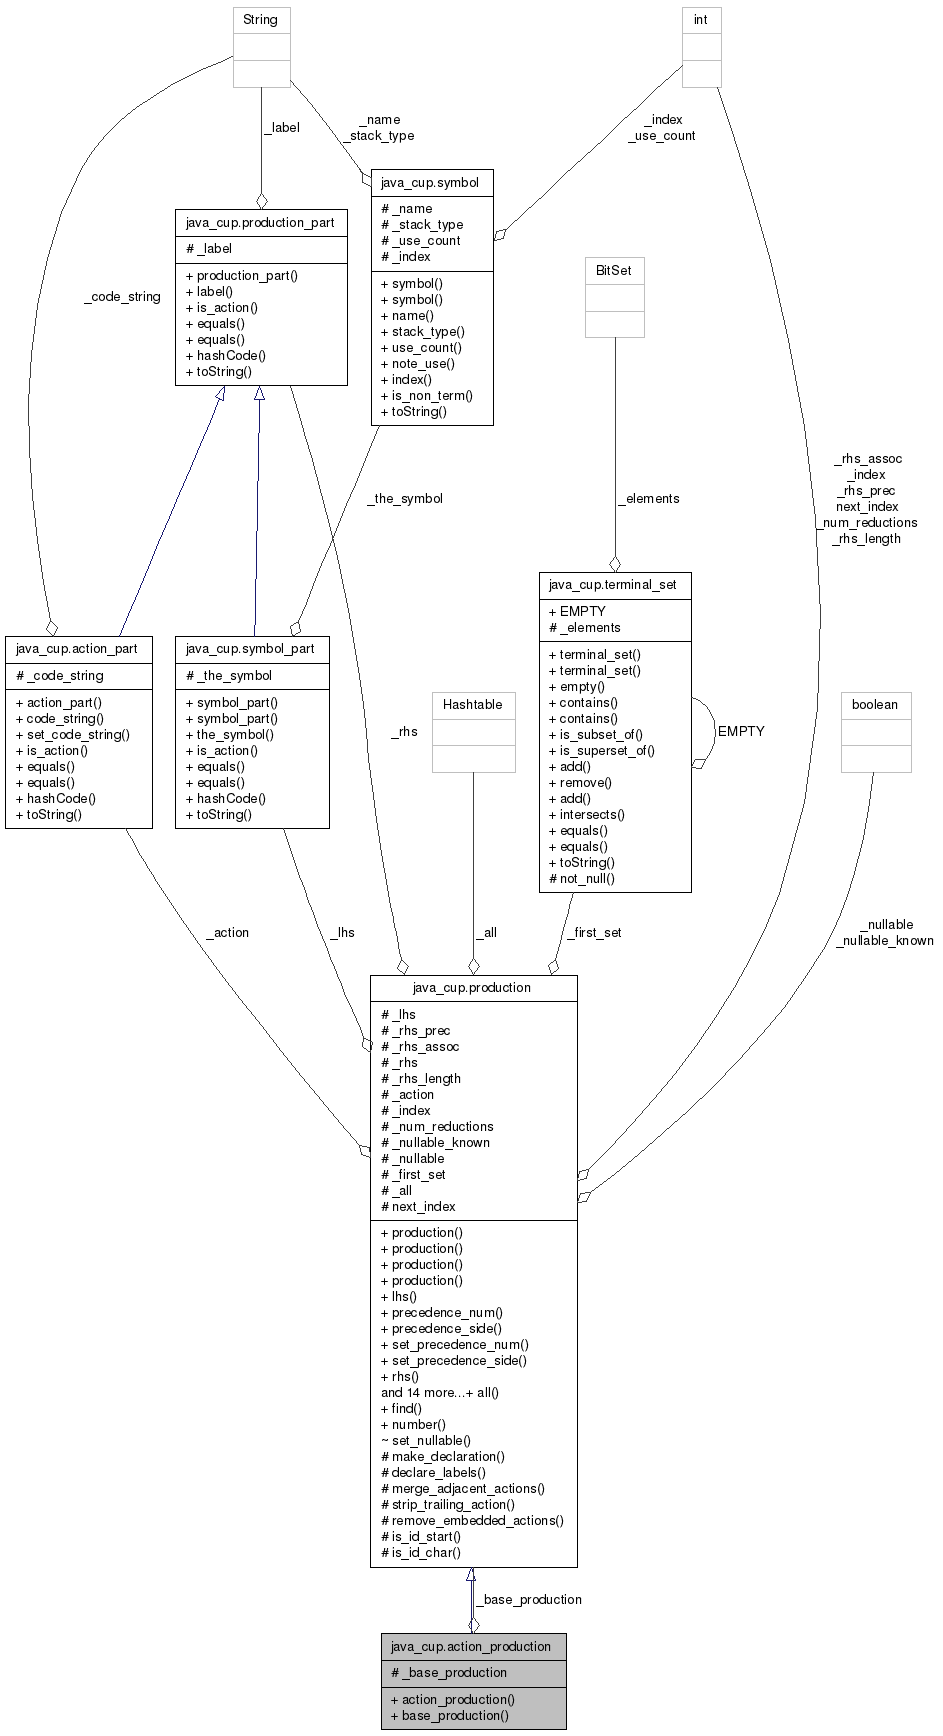 String
int
_label
_name
_stack_type
_index
_use_count
java_cup.symbol
# _name
# _stack_type
# _use_count
# _index
+ symbol()
+ symbol()
+ name()
+ stack_type()
+ use_count()
+ note_use()
+ index()
+ is_non_term()
+ toString()
java_cup.production_part
# _label
+ production_part()
+ label()
+ is_action()
+ equals()
+ equals()
+ hashCode()
+ toString()
BitSet
_code_string
_the_symbol
_elements
_rhs_assoc
_index
_rhs_prec
next_index
_num_reductions
_rhs_length
java_cup.terminal_set
+ EMPTY
# _elements
+ terminal_set()
+ terminal_set()
+ empty()
+ contains()
+ contains()
+ is_subset_of()
+ is_superset_of()
+ add()
+ remove()
+ add()
+ intersects()
+ equals()
+ equals()
+ toString()
# not_null()
EMPTY
java_cup.action_part
# _code_string
+ action_part()
+ code_string()
+ set_code_string()
+ is_action()
+ equals()
+ equals()
+ hashCode()
+ toString()
java_cup.symbol_part
# _the_symbol
+ symbol_part()
+ symbol_part()
+ the_symbol()
+ is_action()
+ equals()
+ equals()
+ hashCode()
+ toString()
_rhs
Hashtable
boolean
_action
_lhs
_all
_first_set
_nullable
_nullable_known
java_cup.production
# _lhs
# _rhs_prec
# _rhs_assoc
# _rhs
# _rhs_length
# _action
# _index
# _num_reductions
# _nullable_known
# _nullable
# _first_set
# _all
# next_index
+ production()
+ production()
+ production()
+ production()
+ lhs()
+ precedence_num()
+ precedence_side()
+ set_precedence_num()
+ set_precedence_side()
+ rhs()
and 14 more...+ all()
+ find()
+ number()
~ set_nullable()
# make_declaration()
# declare_labels()
# merge_adjacent_actions()
# strip_trailing_action()
# remove_embedded_actions()
# is_id_start()
# is_id_char()
_base_production
java_cup.action_production
# _base_production
+ action_production()
+ base_production()